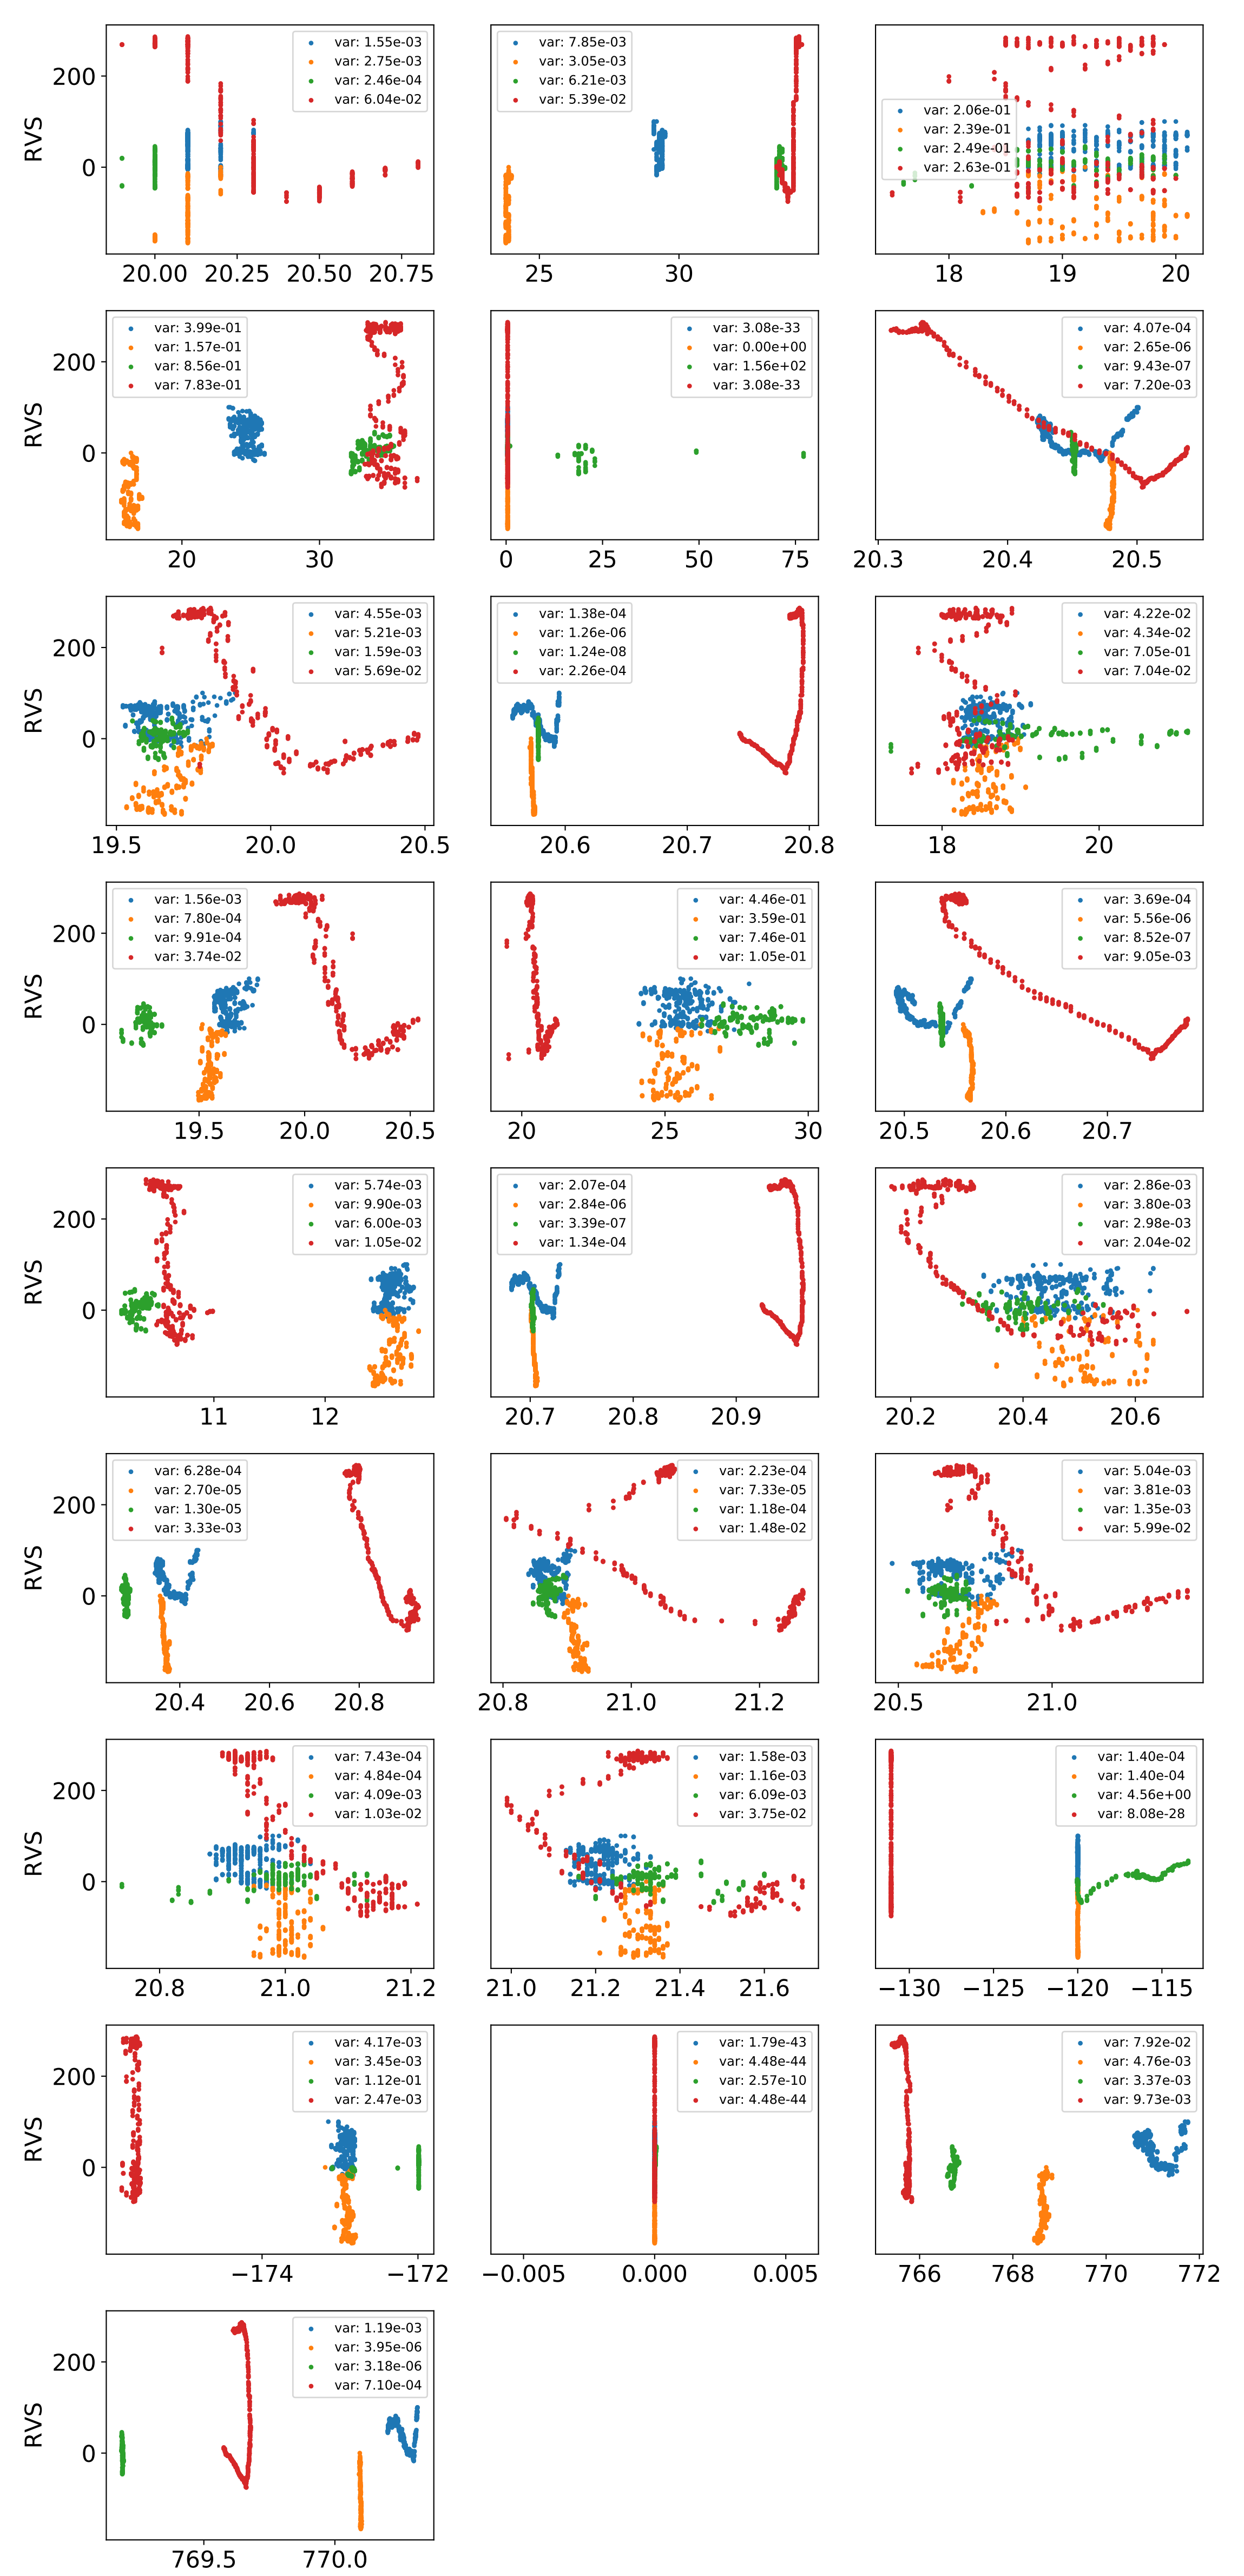 var: 1.55e-03
var: 2.75e-03
var: 2.46e-04
var: 6.04e-02
200
0
RVS
20.00 20.25 20.50 20.75
var: 7.85e-03
var: 3.05e-03
var: 6.21e-03
var: 5.39e-02
25 30
var: 2.06e-01
var: 2.39e-01
var: 2.49e-01
var: 2.63e-01
18 19 20
var: 3.99e-01
var: 1.57e-01
var: 8.56e-01
var: 7.83e-01
200
0
RVS
20 30
var: 3.08e-33
var: 0.00e+00
var: 1.56e+02
var: 3.08e-33
0 25 50 75
var: 4.07e-04
var: 2.65e-06
var: 9.43e-07
var: 7.20e-03
20.3 20.4 20.5
var: 4.55e-03
var: 5.21e-03
var: 1.59e-03
var: 5.69e-02
200
0
RVS
19.5 20.0 20.5
var: 1.38e-04
var: 1.26e-06
var: 1.24e-08
var: 2.26e-04
20.6 20.7 20.8
var: 4.22e-02
var: 4.34e-02
var: 7.05e-01
var: 7.04e-02
18 20
var: 1.56e-03
var: 7.80e-04
var: 9.91e-04
var: 3.74e-02
200
0
RVS
19.5 20.0 20.5
var: 4.46e-01
var: 3.59e-01
var: 7.46e-01
var: 1.05e-01
20 25 30
var: 3.69e-04
var: 5.56e-06
var: 8.52e-07
var: 9.05e-03
20.5 20.6 20.7
var: 5.74e-03
var: 9.90e-03
var: 6.00e-03
var: 1.05e-02
200
0
RVS
11 12
var: 2.07e-04
var: 2.84e-06
var: 3.39e-07
var: 1.34e-04
20.7 20.8 20.9
var: 2.86e-03
var: 3.80e-03
var: 2.98e-03
var: 2.04e-02
20.2 20.4 20.6
var: 6.28e-04
var: 2.70e-05
var: 1.30e-05
var: 3.33e-03
200
0
RVS
20.4 20.6 20.8
var: 2.23e-04
var: 7.33e-05
var: 1.18e-04
var: 1.48e-02
20.8 21.0 21.2
var: 5.04e-03
var: 3.81e-03
var: 1.35e-03
var: 5.99e-02
20.5 21.0
var: 7.43e-04
var: 4.84e-04
var: 4.09e-03
var: 1.03e-02
200
0
RVS
20.8 21.0 21.2
var: 1.58e-03
var: 1.16e-03
var: 6.09e-03
var: 3.75e-02
21.0 21.2 21.4 21.6
var: 1.40e-04
var: 1.40e-04
var: 4.56e+00
var: 8.08e-28
−130 −125 −120 −115
var: 4.17e-03
var: 3.45e-03
var: 1.12e-01
var: 2.47e-03
200
0
RVS
−174 −172
var: 1.79e-43
var: 4.48e-44
var: 2.57e-10
var: 4.48e-44
−0.005 0.000 0.005
var: 7.92e-02
var: 4.76e-03
var: 3.37e-03
var: 9.73e-03
766 768 770 772
var: 1.19e-03
var: 3.95e-06
var: 3.18e-06
var: 7.10e-04
200
0
RVS
769.5 770.0